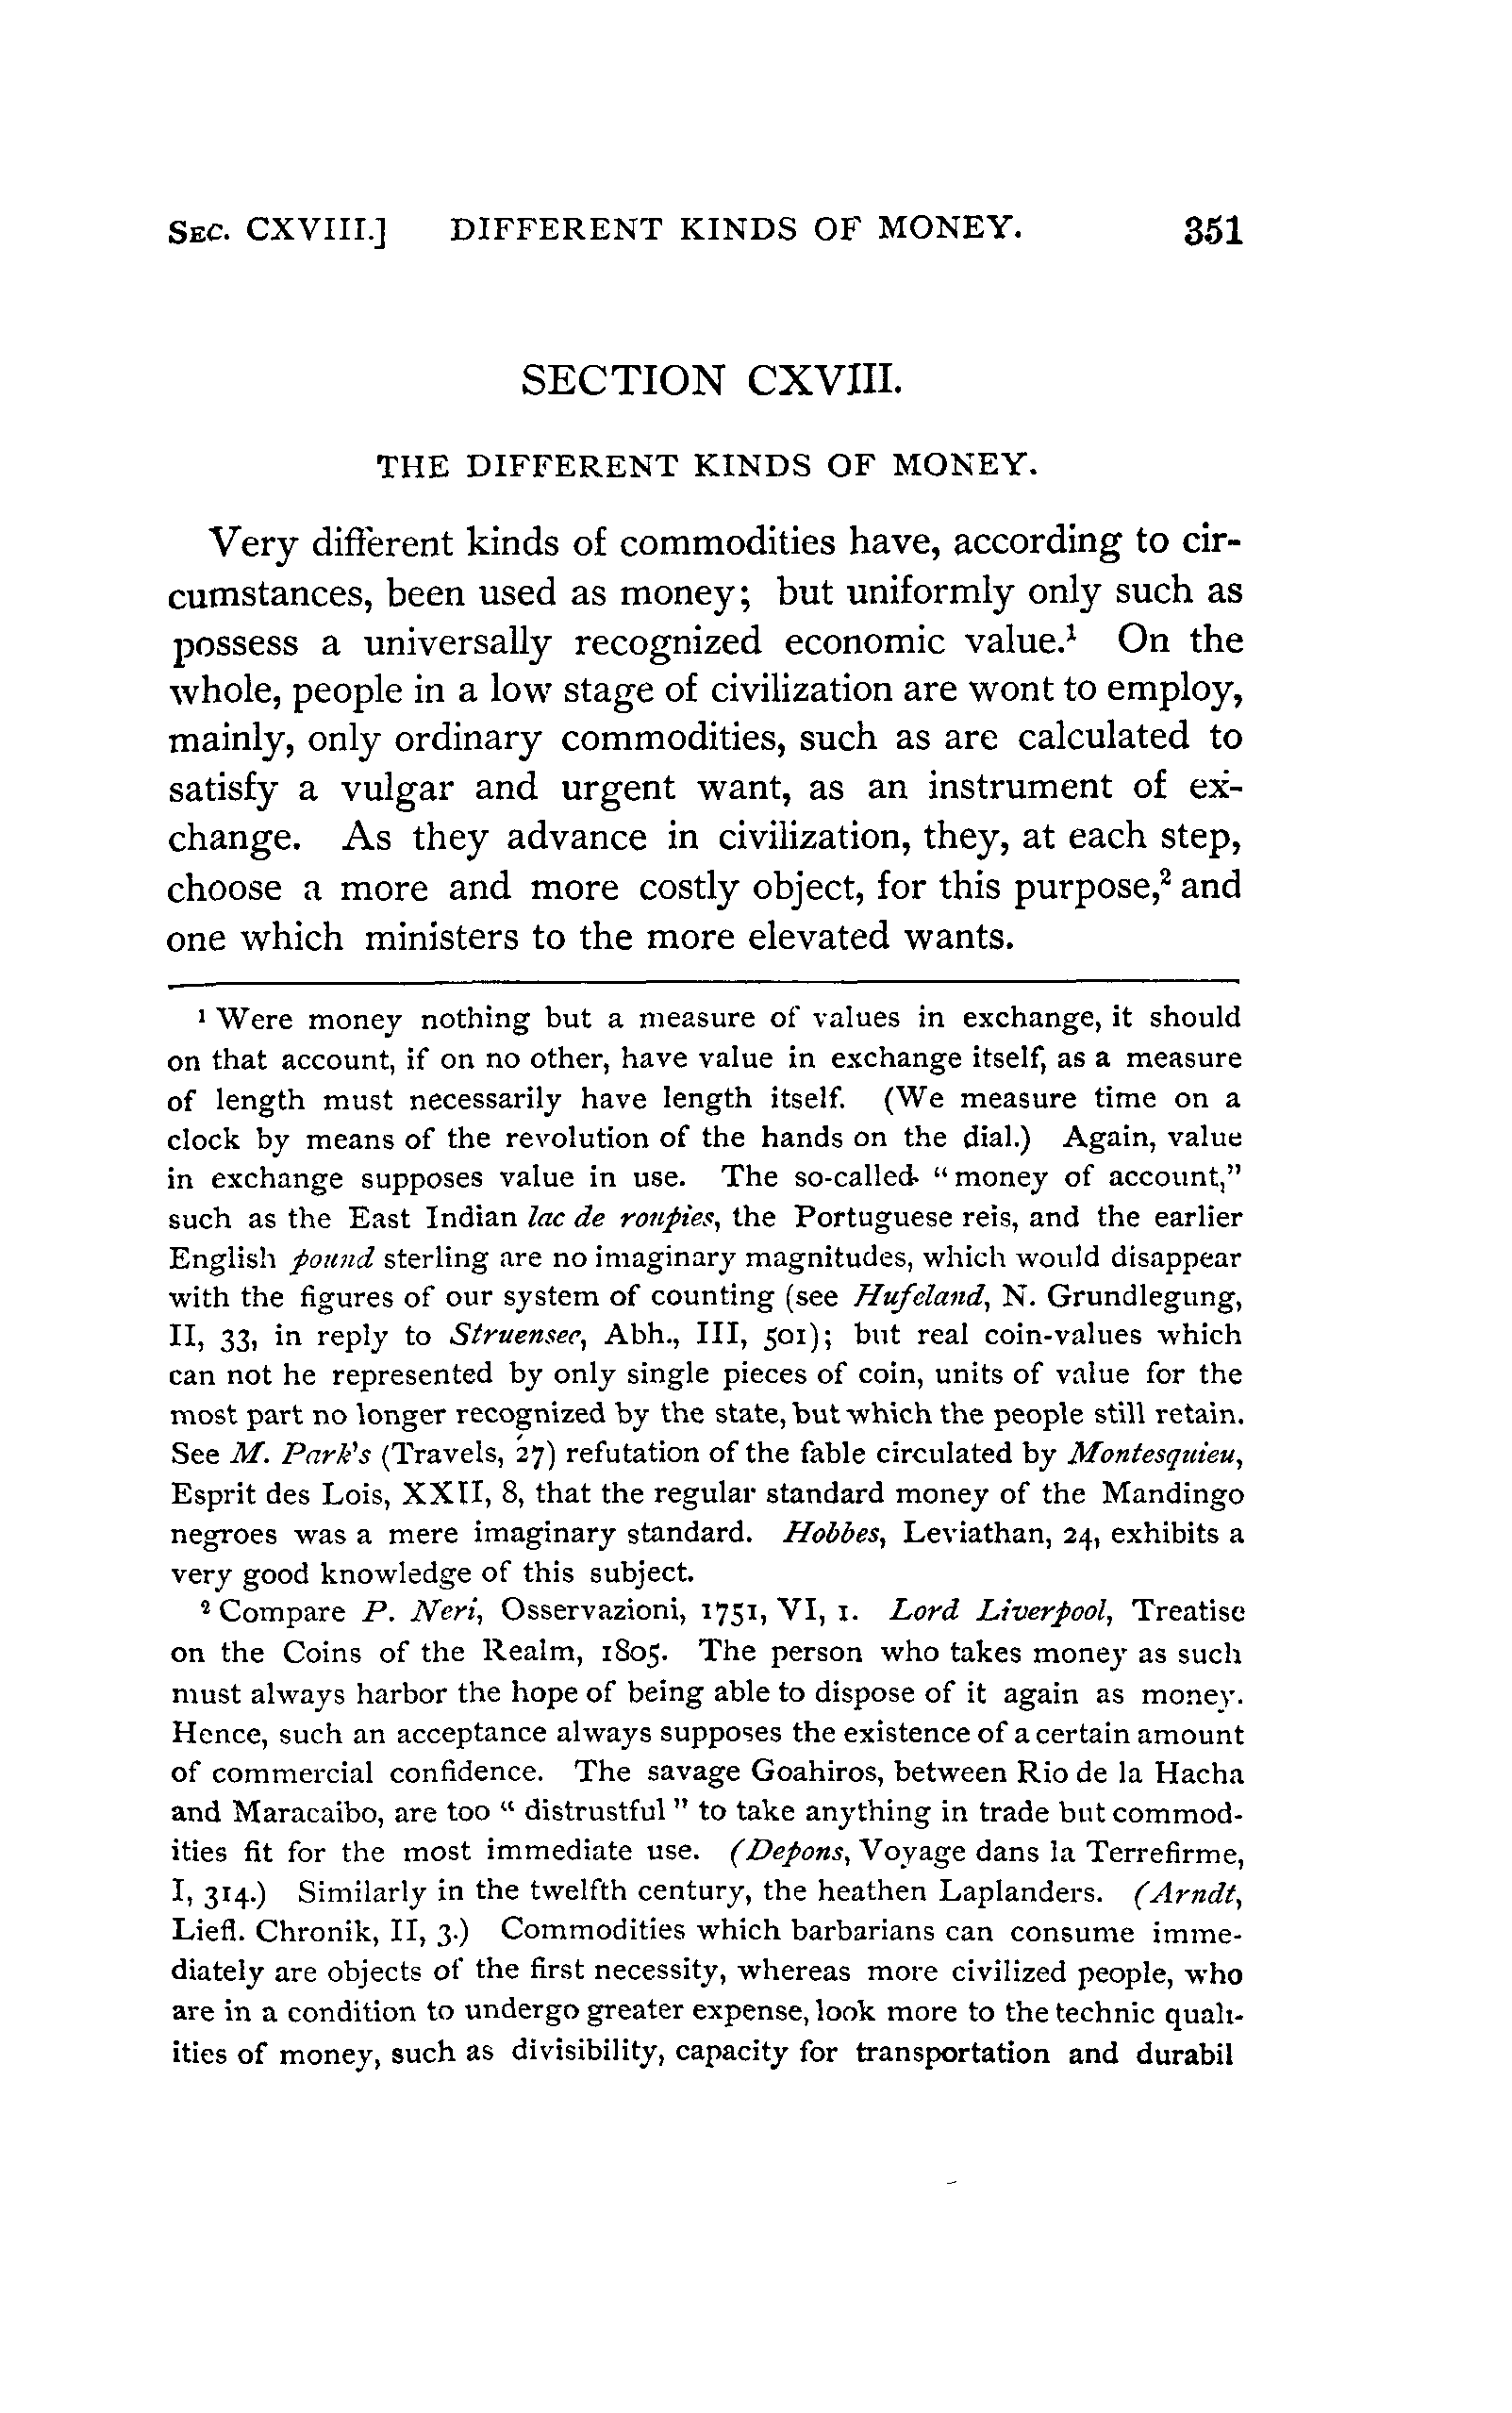 SEC. CXVIII.] DIFFERENT KINDS OF MONEY. 351
SECTION CXVIII.
THE DIFFERENT KINDS OF MONEY.
Very different kinds of commodities have, according to cir-
cumstances, been used as money; but uniformly only such as
possess a universally recognized economic value.¹ On the
whole, people in a low stage of civilization are wont to employ,
mainly, only ordinary commodities, such as are calculated to
satisfy a vulgar and urgent want, as an instrument of ex-
change. As they advance in civilization, they, at each step,
choose a more and more costly object, for this purpose,² and
one which ministers to the more elevated wants.
¹ Were money nothing but a measure of values in exchange, it should
on that account, if on no other, have value in exchange itself, as a measure
of length must necessarily have length itself. (We measure time on a
clock by means of the revolution of the hands on the dial.) Again, value
in exchange supposes value in use. The so-called "money of account,"
such as the East Indian lac de roupies, the Portuguese reis, and the earlier
English pound sterling are no imaginary magnitudes, which would disappear
with the figures of our system of counting (see Hufeland, N. Grundlegung,
II, 33, in reply to Struensee, Abh., III, 501); but real coin-values which
can not he represented by only single pieces of coin, units of value for the
most part no longer recognized by the state, but which the people still retain.
See M. Park's (Travels, 27) refutation of the fable circulated by Montesquieu,
Esprit des Lois, XXII, 8, that the regular standard money of the Mandingo
negroes was a mere imaginary standard. Hobbes, Leviathan, 24, exhibits a
very good knowledge of this subject.
² Compare P. Neri, Osservazioni, 1751, VI, 1. Lord Liverpool, Treatise
on the Coins of the Realm, 1805. The person who takes money as such
must always harbor the hope of being able to dispose of it again as money.
Hence, such an acceptance always supposes the existence of a certain amount
of commercial confidence. The savage Goahiros, between Rio de la Hacha
and Maracaibo, are too "distrustful" to take anything in trade but commod-
ities fit for the most immediate use. (Depons, Voyage dans la Terrefirme,
I, 314.) Similarly in the twelfth century, the heathen Laplanders. (Arndt,
Liefl. Chronik, II, 3.) Commodities which barbarians can consume imme-
diately are objects of the first necessity, whereas more civilized people, who
are in a condition to undergo greater expense, look more to the technic quali-
ities of money, such as divisibility, capacity for transportation and durabil